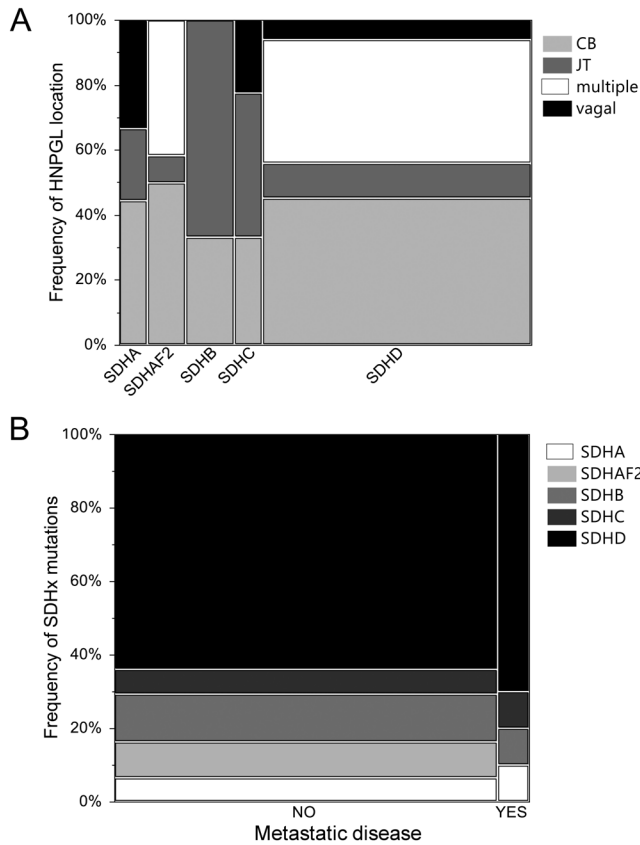 A
Frequency of HNPGL location
100%
80%
60%
40%
20%
0%
SDHA
SDHAF2
SDHB
SDHC
SDHD
CB
JT
multiple
vagal
B
Frequency of SDHx mutations
100%
80%
60%
40%
20%
0%
NO
YES
Metastatic disease
SDHA
SDHAF2
SDHB
SDHC
SDHD